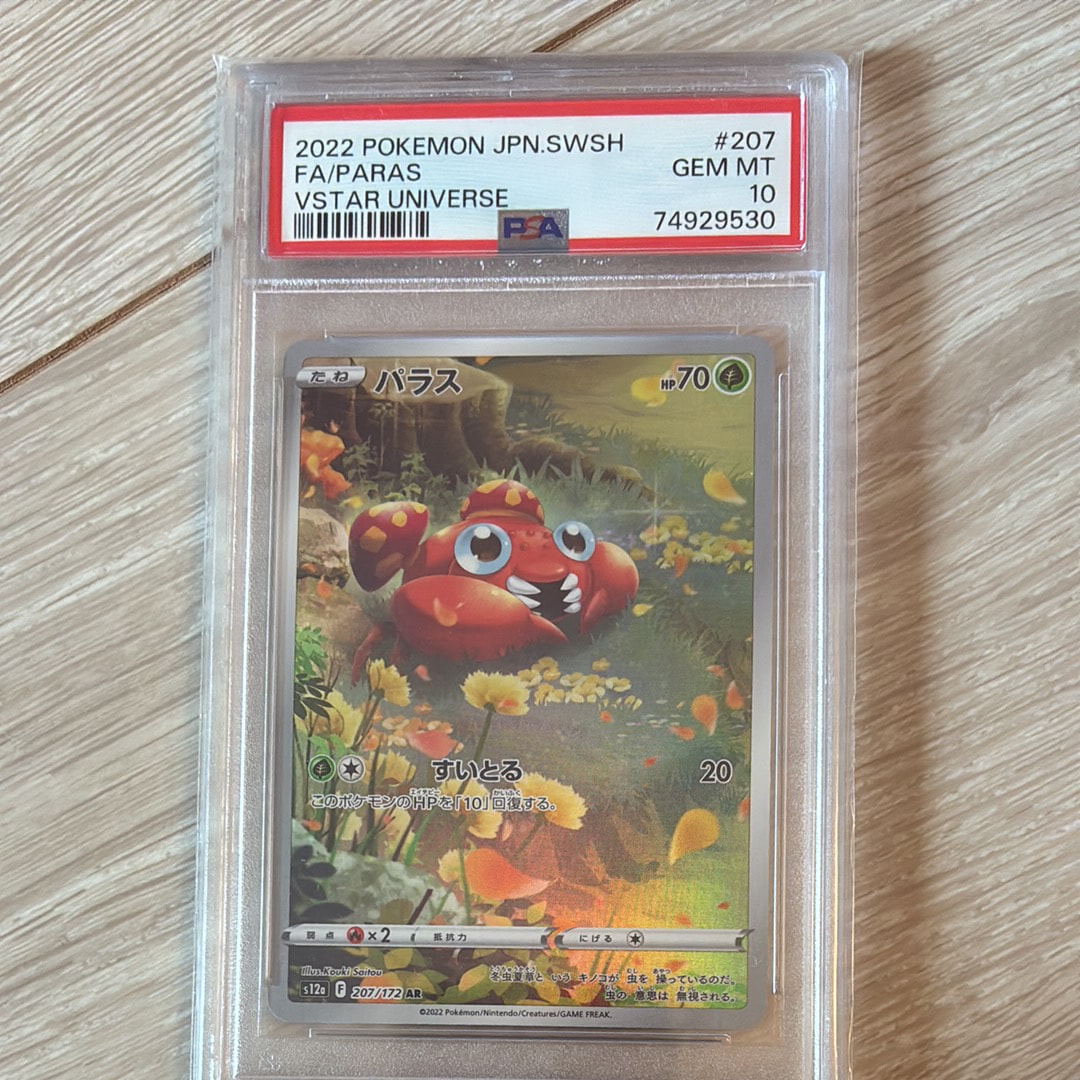 2022 POKEMON JPN.SWSH #207
FA/PARAS GEM MT
VSTAR UNIVERSE 10
PSA 74929530
たね パラス HP70
すいとる 20
このポケモンのHPを「10」回復する。
弱点 ×2 抵抗力 にげる
Illus. Kouki Saitou
冬虫夏草と いう キノコが 虫を 操っているのだ。
虫の 意思は 無視される。
s12a F 207/172 AR
©2022 Pokémon/Nintendo/Creatures/GAME FREAK.